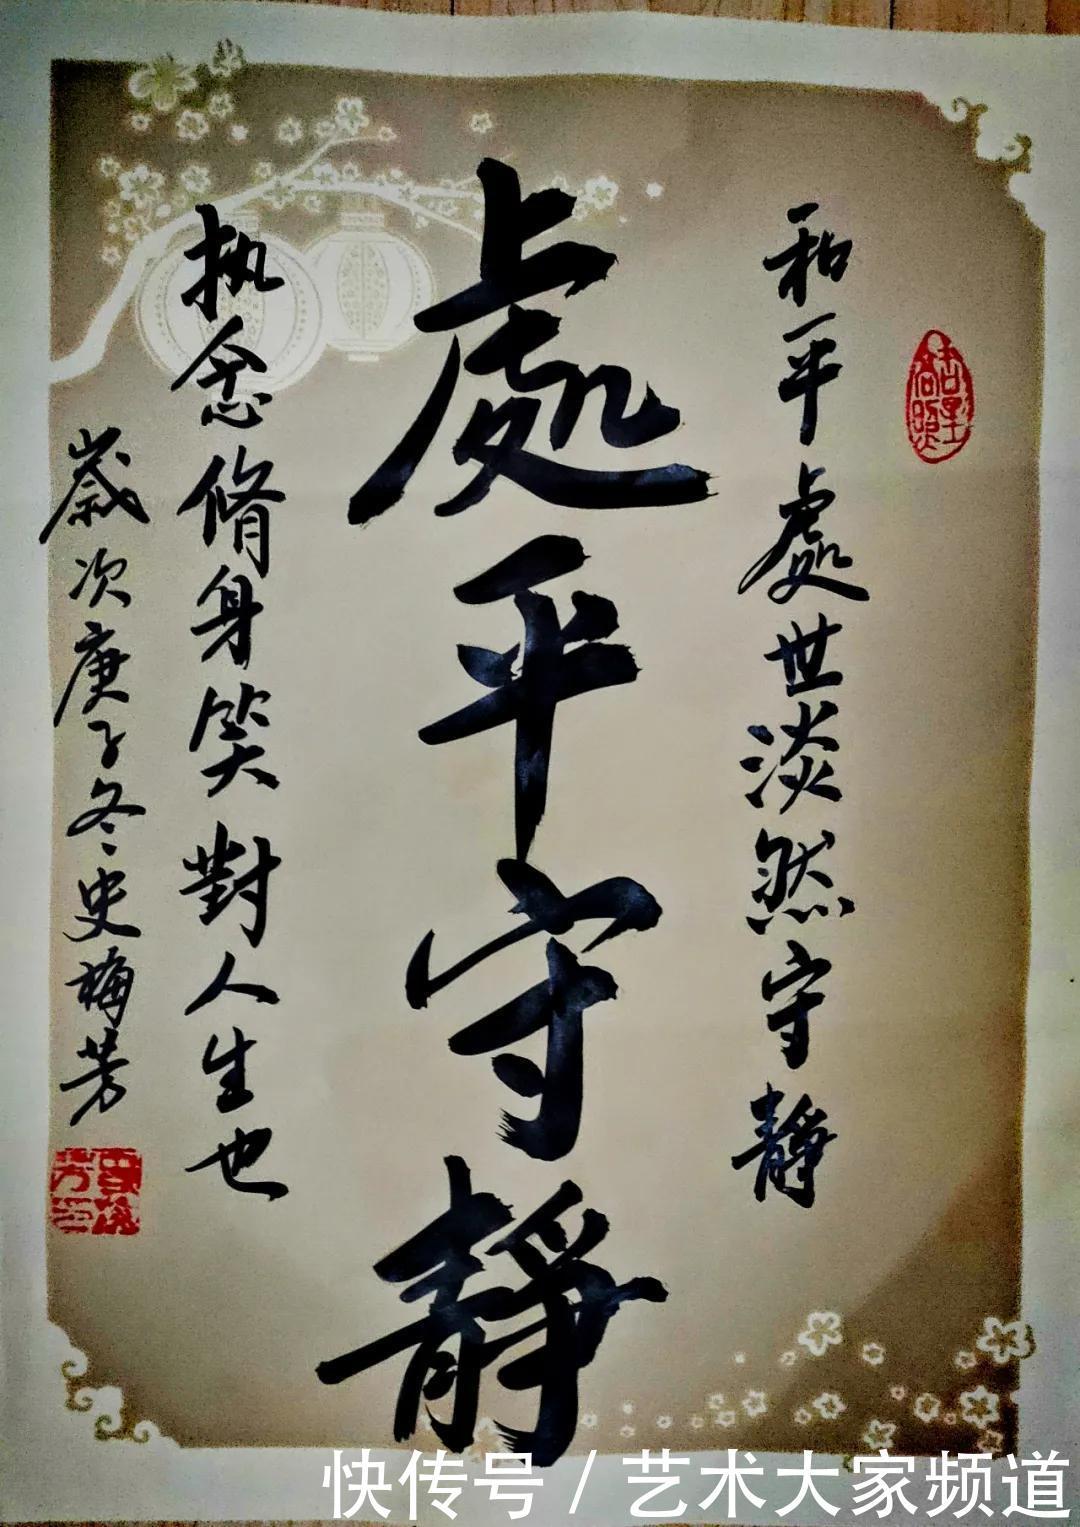 和平處世淡然守靜
處平守靜
执念脩身笑對人生也
歲次庚子冬史梅芳
快传号/艺术大家频道